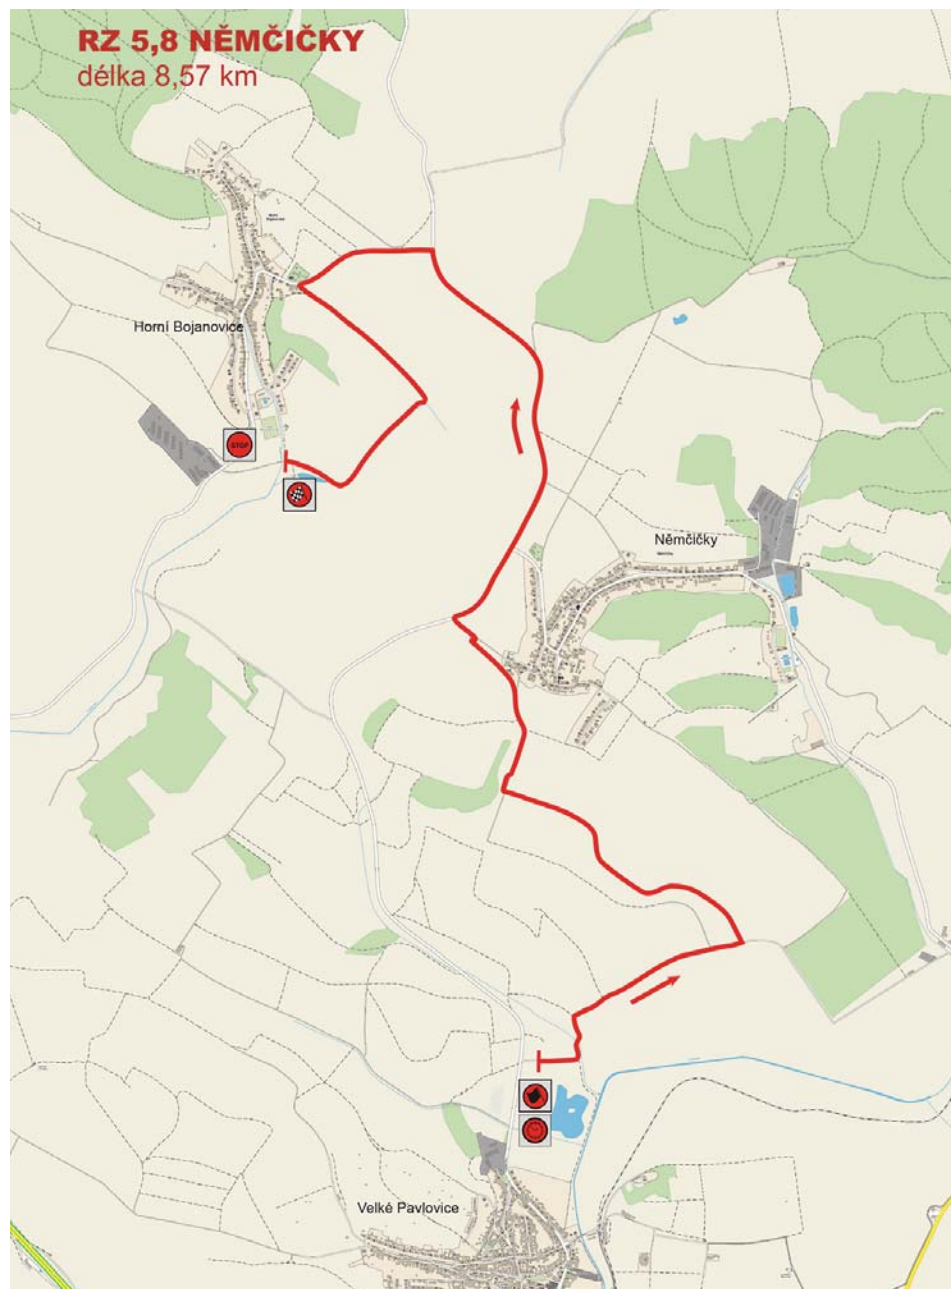 RZ 5,8 NĚMČIČKY
délka 8,57 km
Horní Bojanovice
STOP
Němčičky
Velké Pavlovice